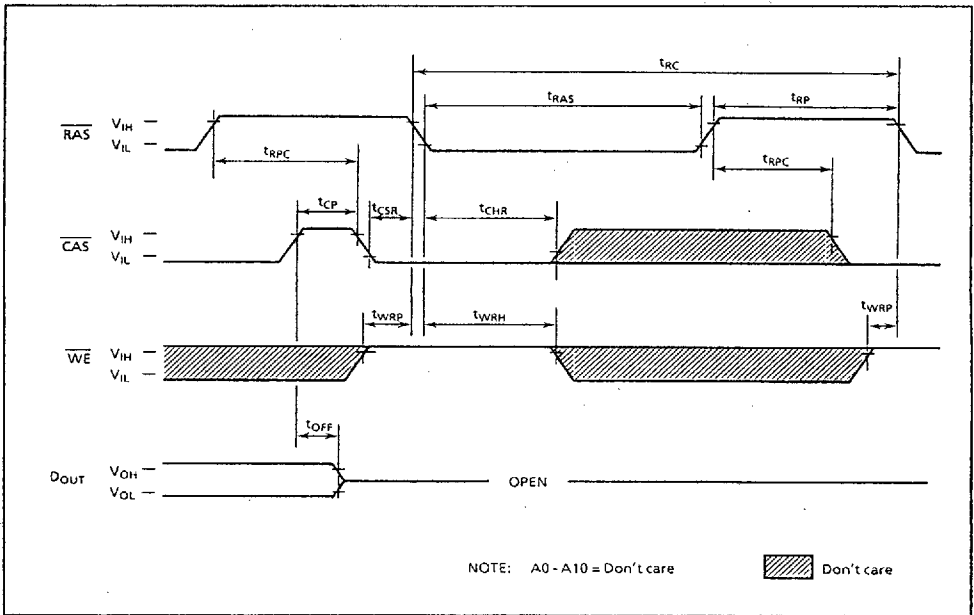 tRC
tRAS
tRP
RAS
VIH
VIL
tRPC
tRPC
tCP
tCSR
tCHR
CAS
VIH
VIL
tWRP
tWRH
tWRP
WE
VIH
VIL
tOFF
DOUT
VOH
VOL
OPEN
NOTE: A0 - A10 = Don't care
Don't care